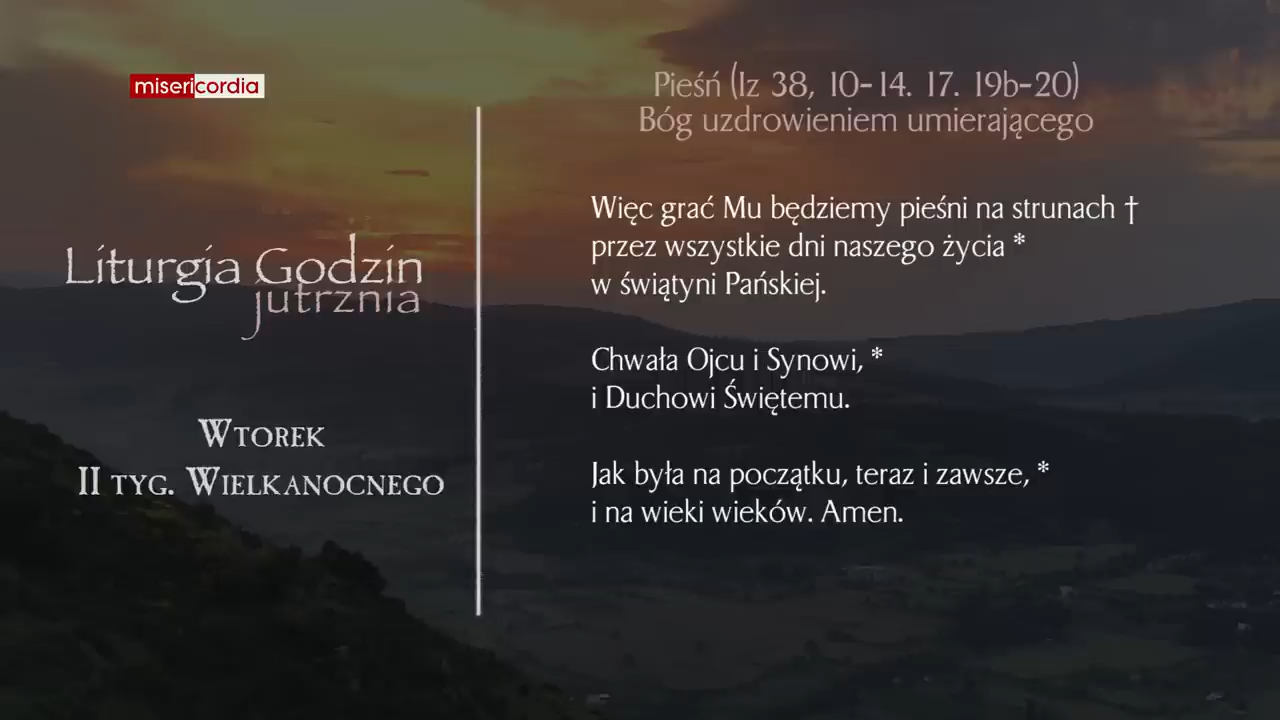 misericordia
Liturgia Godzin
jutrznia
Wtorek
II tyg. Wielkanocnego
Pieśń (Iz 38, 10-14. 17. 19b-20)
Bóg uzdrowieniem umierającego
Więc grać Mu będziemy pieśni na strunach †
przez wszystkie dni naszego życia *
w świątyni Pańskiej.
Chwała Ojcu i Synowi, *
i Duchowi Świętemu.
Jak była na początku, teraz i zawsze, *
i na wieki wieków. Amen.